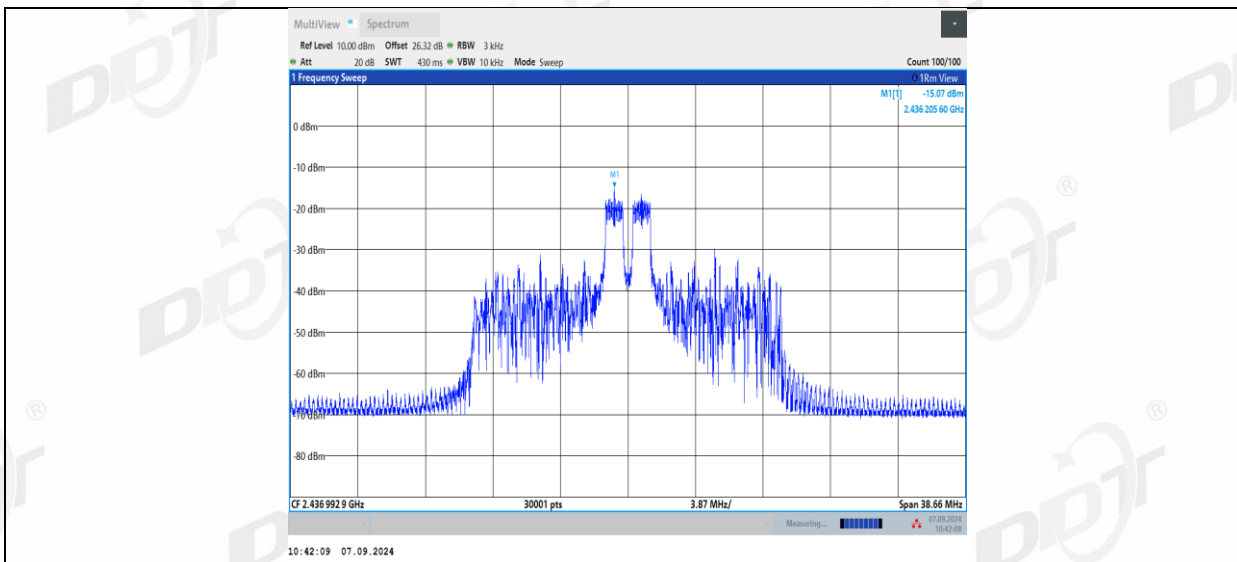 MultiView Spectrum
Ref Level 10.00 dBm Offset 26.32 dB RBW 3 kHz
Att 20 dB SWT 430 ms VBW 10 kHz Mode Sweep Count 100/100
1 Frequency Sweep 1Rm View
M1[1] -15.07 dBm
2.436 205 60 GHz
0 dBm
-10 dBm
M1
-20 dBm
-30 dBm
-40 dBm
-50 dBm
-60 dBm
-70 dBm
-80 dBm
CF 2.436 992 9 GHz 30001 pts 3.87 MHz/ Span 38.66 MHz
Measuring... 07.09.2024
10:42:08
10:42:09 07.09.2024
DDT
®